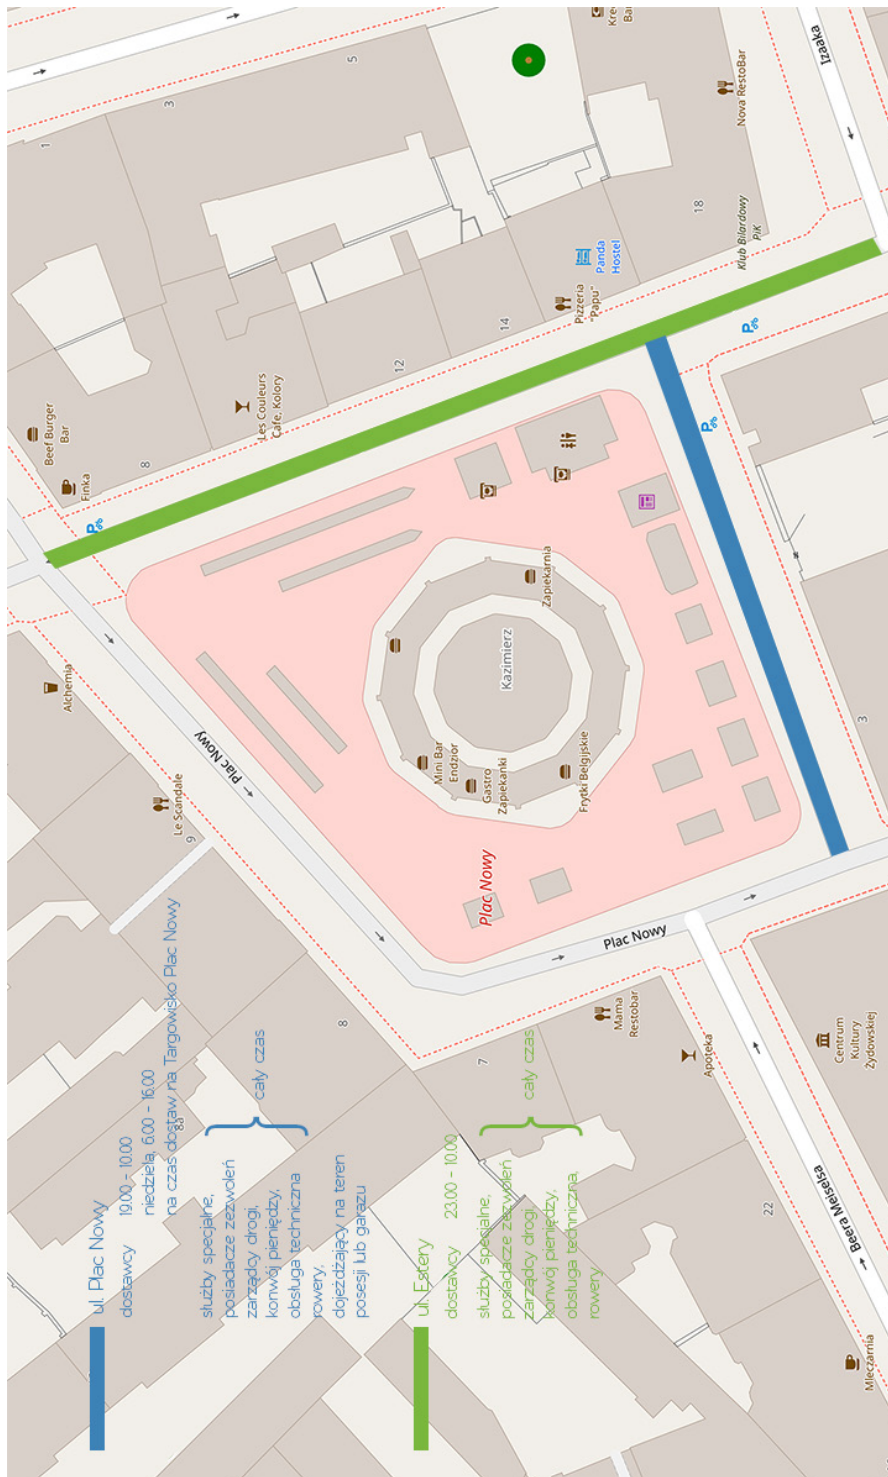 ul. Plac Nowy
dostawcy 19.00 - 10.00
niedziela, 6.00 - 16.00
na czas dostaw na Targowisko Plac Nowy
służby specjalne,
posiadacze zezwoleń
zarządcy drogi,
konwój pieniędzy,
obsługa techniczna
rowery,
dojeżdżający na teren
posesji lub garażu
cały czas
ul. Estery
dostawcy 23.00 - 10.00
służby specjalne,
posiadacze zezwoleń
zarządcy drogi,
konwój pieniędzy,
obsługa techniczna,
rowery
cały czas
8a
8
9
7
22
Mleczarnia
Beera Meiselsa
Apoteka
Mama
Restobar
Centrum
Kultury
Żydowskiej
Plac Nowy
Plac Nowy
Plac Nowy
Le Scandale
Alchemia
Finka
Beef Burger
Bar
8
Les Couleurs
Cafe, Kolory
12
14
Pizzeria
"Papu"
Panda
Hostel
18
Klub Bilardowy
PiK
Nova RestoBar
Izaaka
1
3
5
3
Kazimierz
Zapiekarnia
Mini Bar
Endzior
Gastro
Zapiekanki
Frytki Belgijskie
P
P
P
P